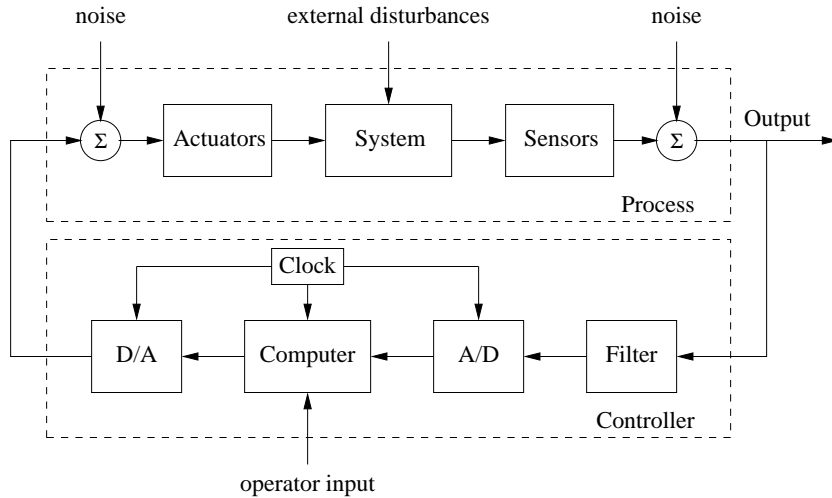 noise
external disturbances
noise
Output
Σ
Actuators
System
Sensors
Σ
Process
Clock
D/A
Computer
A/D
Filter
Controller
operator input